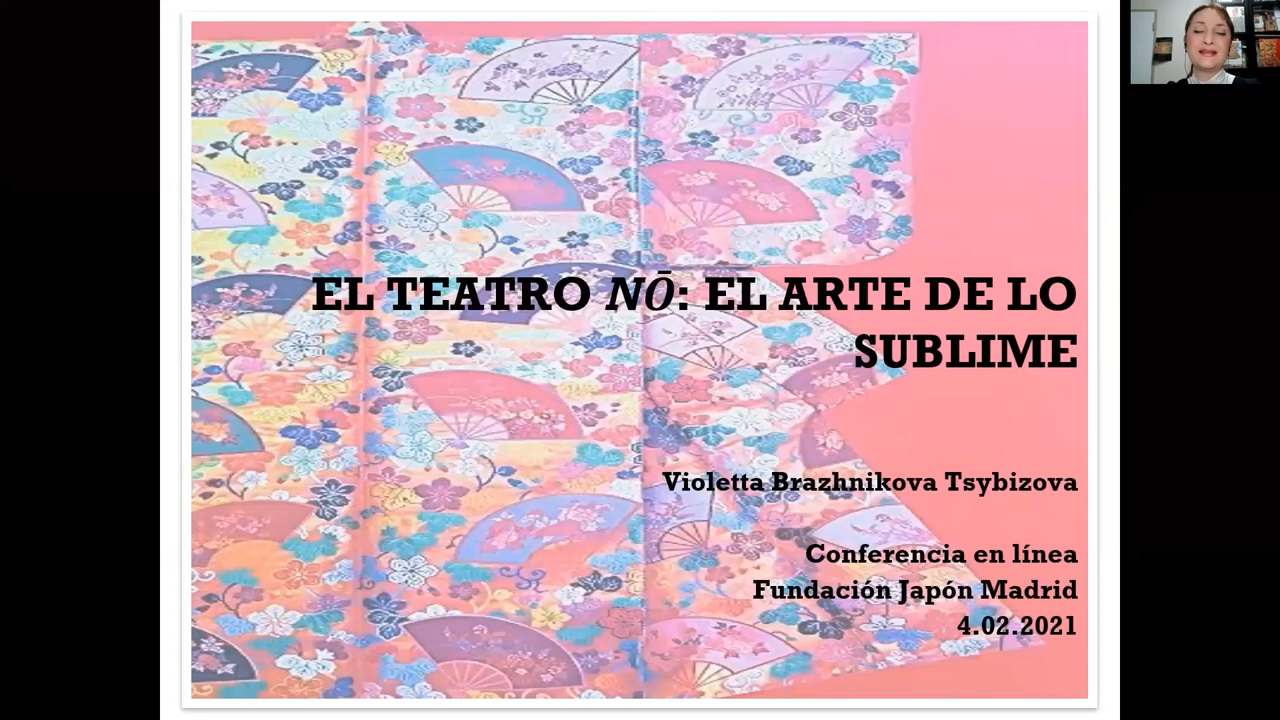 EL TEATRO NŌ: EL ARTE DE LO
SUBLIME
Violetta Brazhnikova Tsybizova
Conferencia en línea
Fundación Japón Madrid
4.02.2021